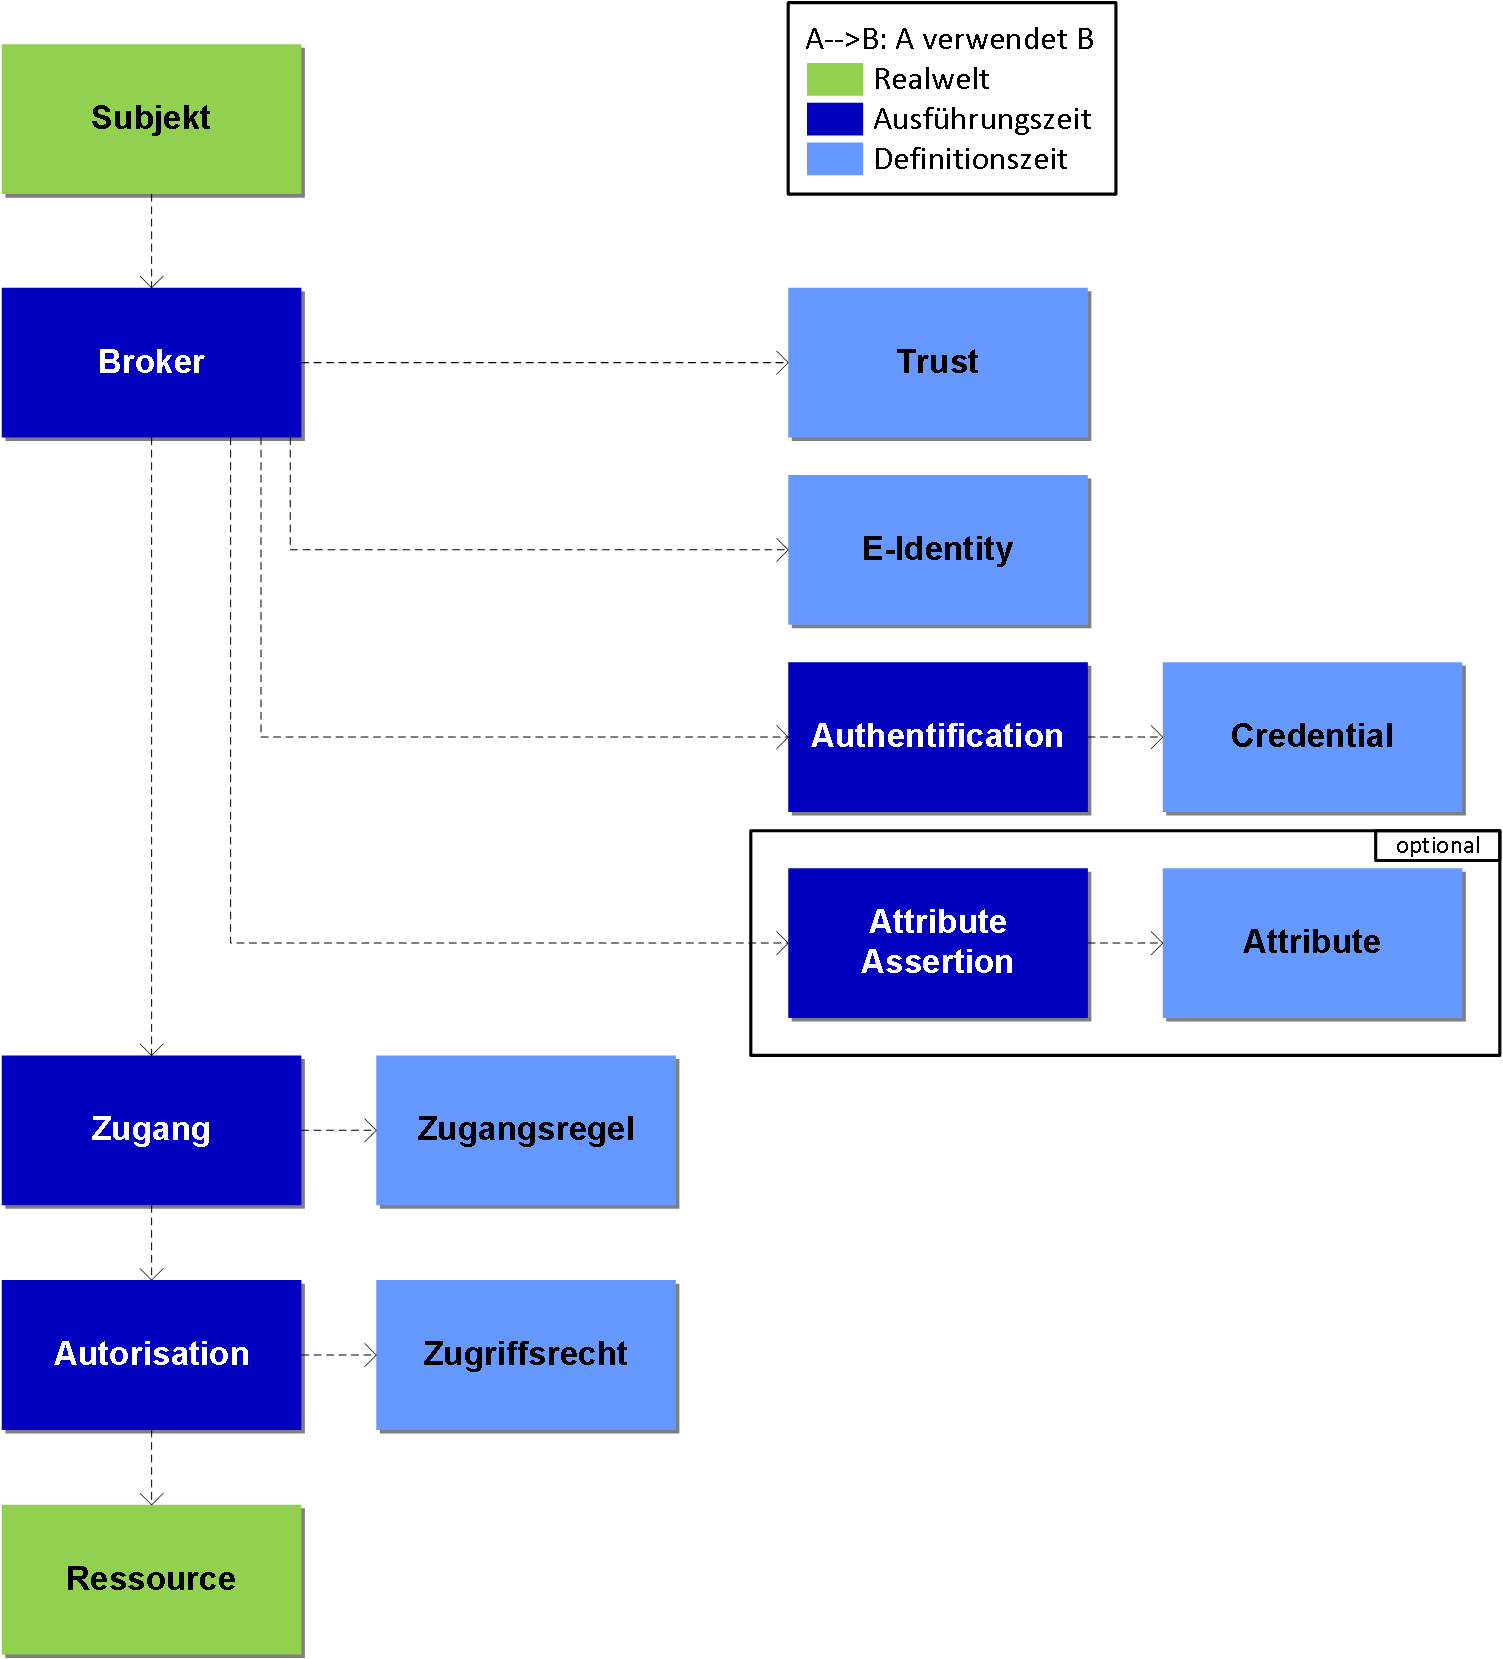 A-->B: A verwendet B
Realwelt
Ausführungszeit
Definitionszeit
Subjekt
Broker
Trust
E-Identity
Authentification
Credential
optional
Attribute
Assertion
Attribute
Zugang
Zugangsregel
Autorisation
Zugriffsrecht
Ressource